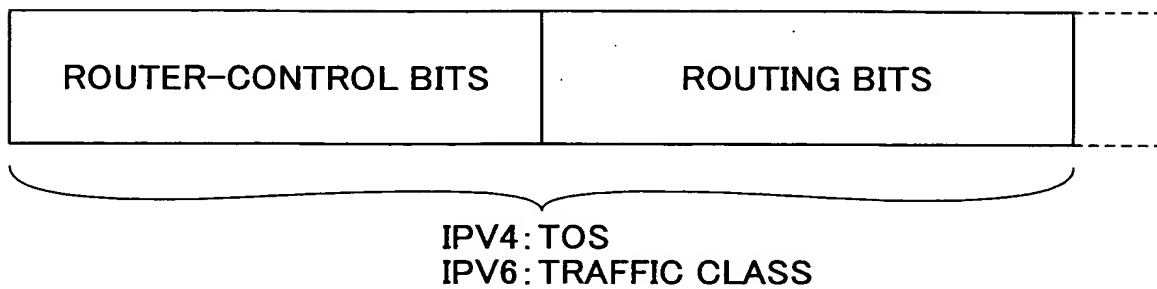 ROUTER-CONTROL BITS
ROUTING BITS
IPV4: TOS
IPV6: TRAFFIC CLASS